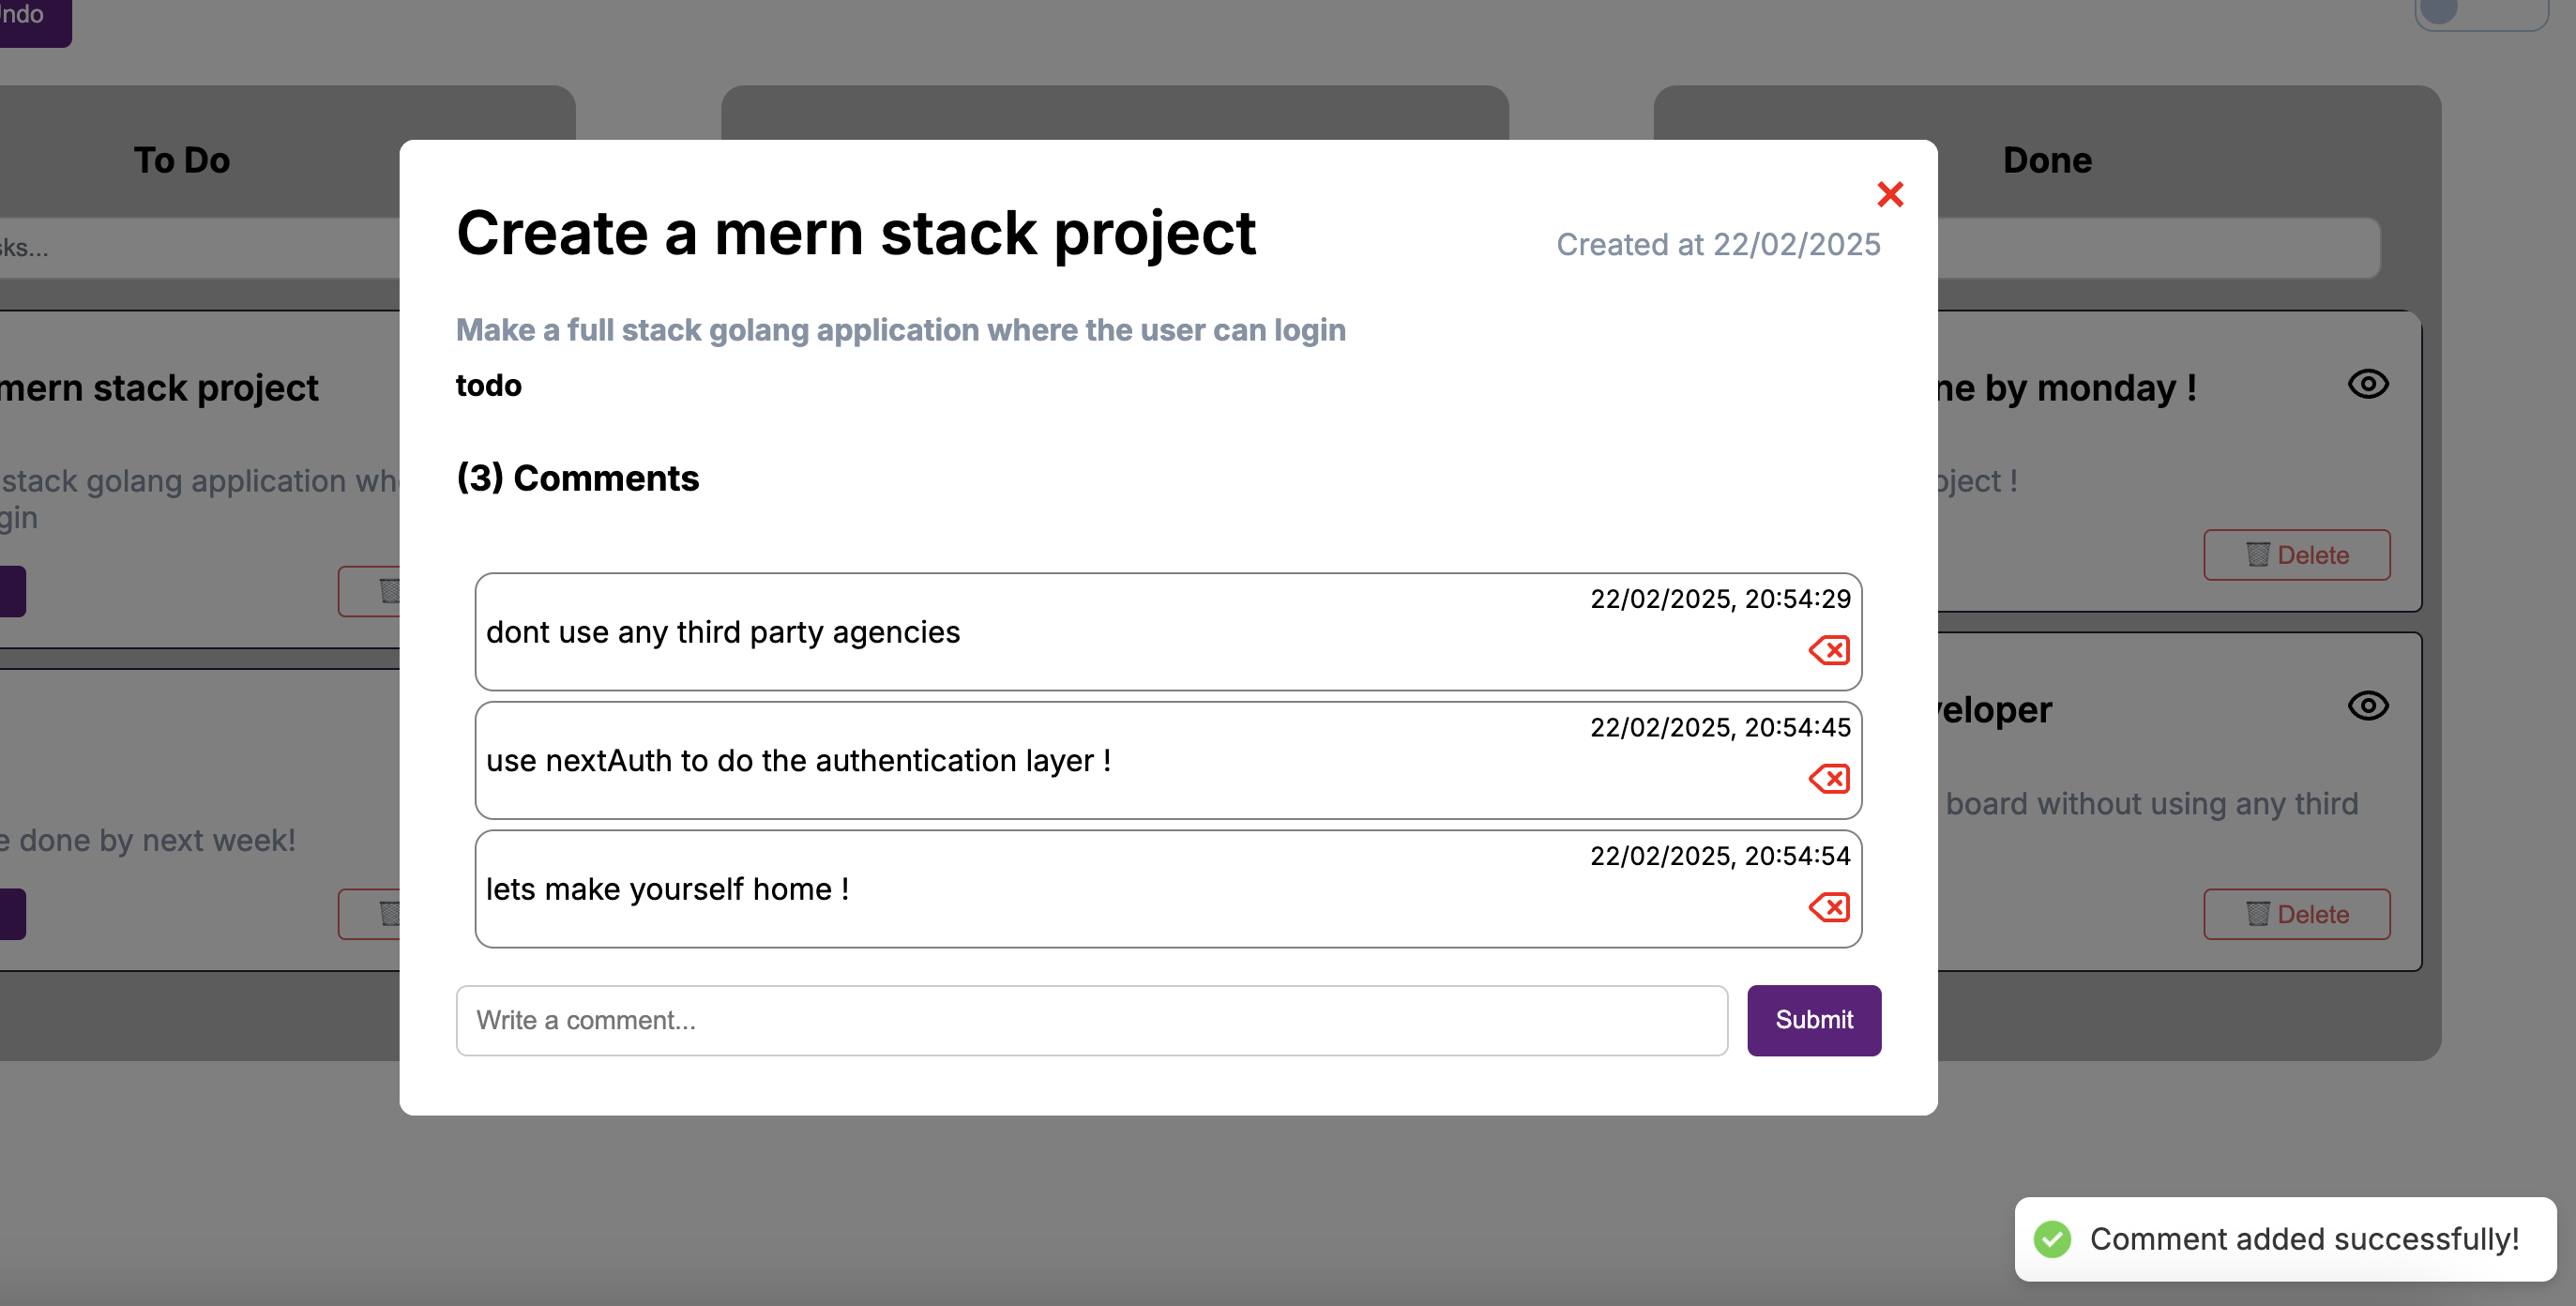 ndo
To Do
Done
sks...
Create a mern stack project
Created at 22/02/2025
Make a full stack golang application where the user can login
todo
(3) Comments
22/02/2025, 20:54:29
dont use any third party agencies
22/02/2025, 20:54:45
use nextAuth to do the authentication layer !
22/02/2025, 20:54:54
lets make yourself home !
Write a comment...
Submit
mern stack project
stack golang application wh
gin
e done by next week!
ne by monday !
oject !
Delete
veloper
board without using any third
Delete
Comment added successfully!